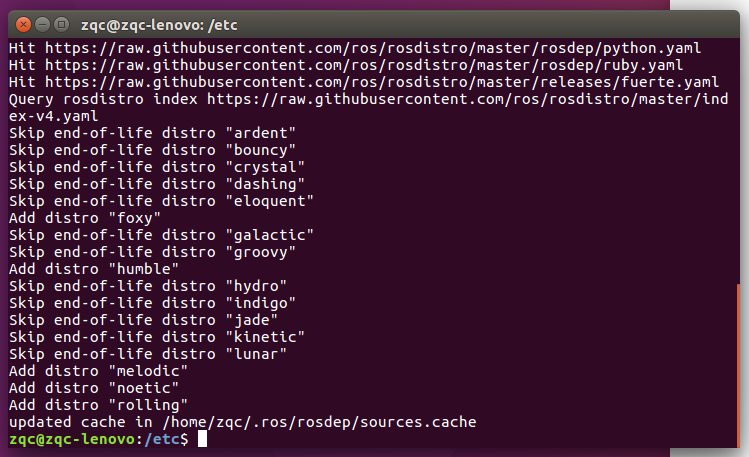 zqc@zqc-lenovo: /etc
Hit https://raw.githubusercontent.com/ros/rosdistro/master/rosdep/python.yaml
Hit https://raw.githubusercontent.com/ros/rosdistro/master/rosdep/ruby.yaml
Hit https://raw.githubusercontent.com/ros/rosdistro/master/releases/fuerte.yaml
Query rosdistro index https://raw.githubusercontent.com/ros/rosdistro/master/ind
ex-v4.yaml
Skip end-of-life distro "ardent"
Skip end-of-life distro "bouncy"
Skip end-of-life distro "crystal"
Skip end-of-life distro "dashing"
Skip end-of-life distro "eloquent"
Add distro "foxy"
Skip end-of-life distro "galactic"
Skip end-of-life distro "groovy"
Add distro "humble"
Skip end-of-life distro "hydro"
Skip end-of-life distro "indigo"
Skip end-of-life distro "jade"
Skip end-of-life distro "kinetic"
Skip end-of-life distro "lunar"
Add distro "melodic"
Add distro "noetic"
Add distro "rolling"
updated cache in /home/zqc/.ros/rosdep/sources.cache
zqc@zqc-lenovo:/etc$